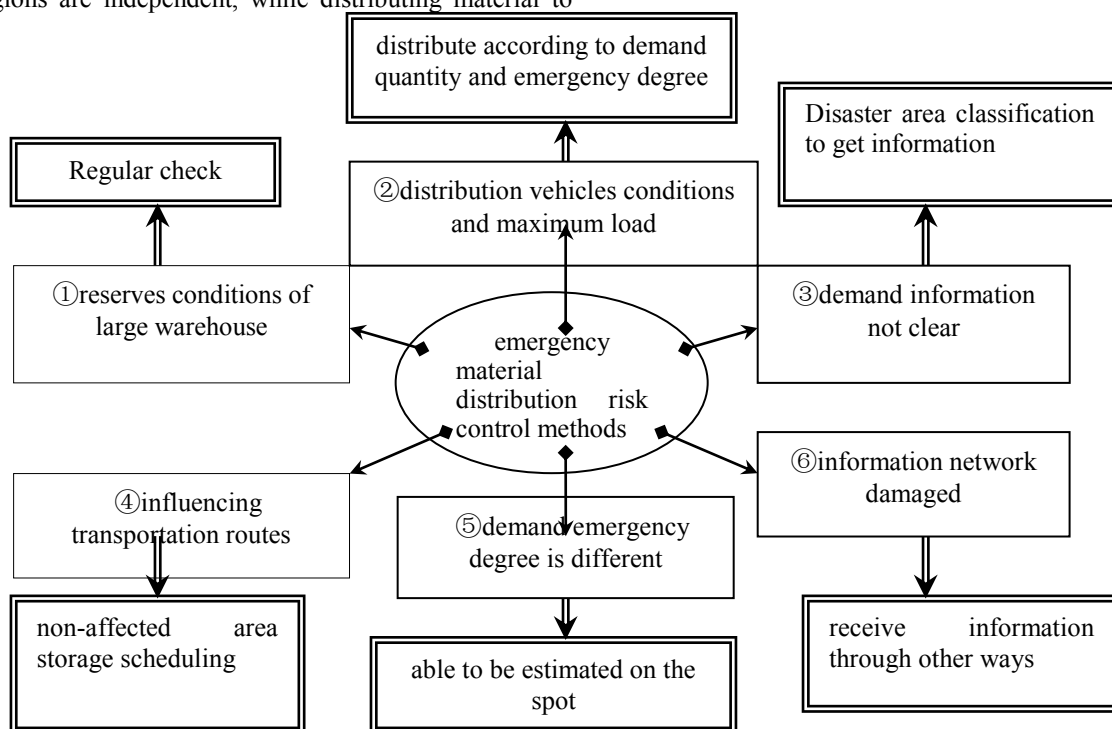 gions are independent, while distributing material to
distribute according to demand
quantity and emergency degree
Disaster area classification
to get information
Regular check
②distribution vehicles conditions
and maximum load
①reserves conditions of
large warehouse
③demand information
not clear
emergency
material
distribution risk
control methods
④influencing
transportation routes
⑤demand emergency
degree is different
⑥information network
damaged
non-affected area
storage scheduling
able to be estimated on the
spot
receive information
through other ways